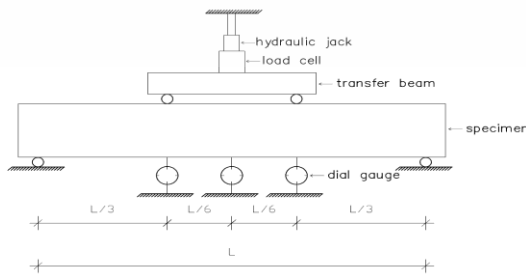 hydraulic jack
load cell
transfer beam
specimen
dial gauge
L/3 L/6 L/6 L/3
L